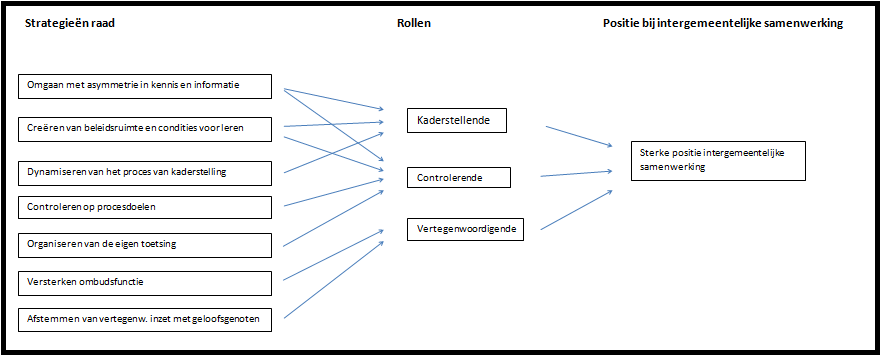 Strategieën raad
Rollen
Positie bij intergemeentelijke samenwerking
Omgaan met asymmetrie in kennis en informatie
Creëren van beleidsruimte en condities voor leren
Dynamiseren van het proces van kaderstelling
Controleren op procesdoelen
Organiseren van de eigen toetsing
Versterken ombudsfunctie
Afstemmen van vertegenw. inzet met geloofsgenoten
Kaderstellende
Controlerende
Vertegenwoordigende
Sterke positie intergemeentelijke
samenwerking